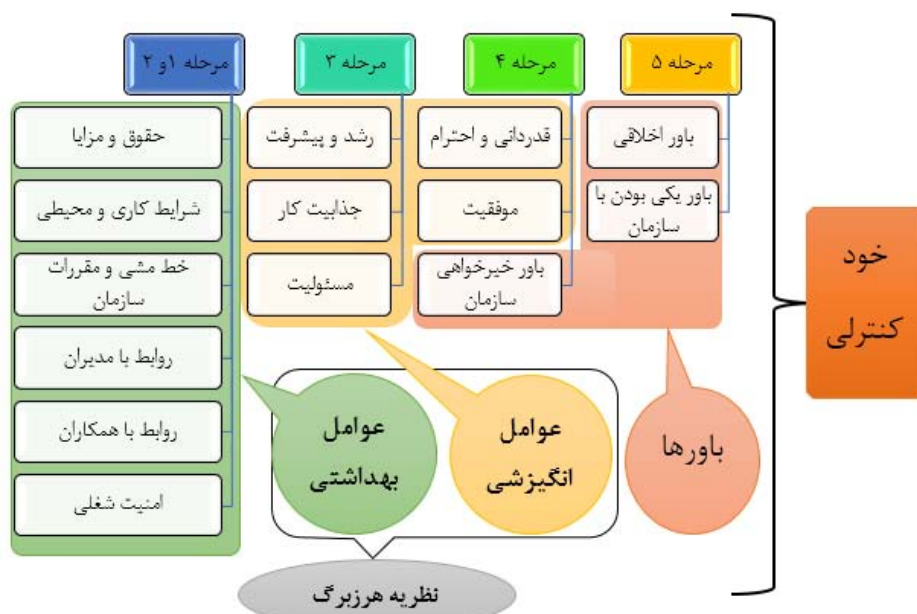 مرحله ۵
باور اخلاقی
باور یکی بودن با
سازمان
مرحله ۴
قدردانی و احترام
موفقیت
باور خیرخواهی
سازمان
مرحله ۳
رشد و پیشرفت
جذابیت کار
مسئولیت
مرحله ۱و ۲
حقوق و مزایا
شرایط کاری و محیطی
خط مشی و مقررات
سازمان
روابط با مدیران
روابط با همکاران
امنیت شغلی
خود
کنترلی
باورها
عوامل
انگیزشی
عوامل
بهداشتی
نظریه هرزبرگ